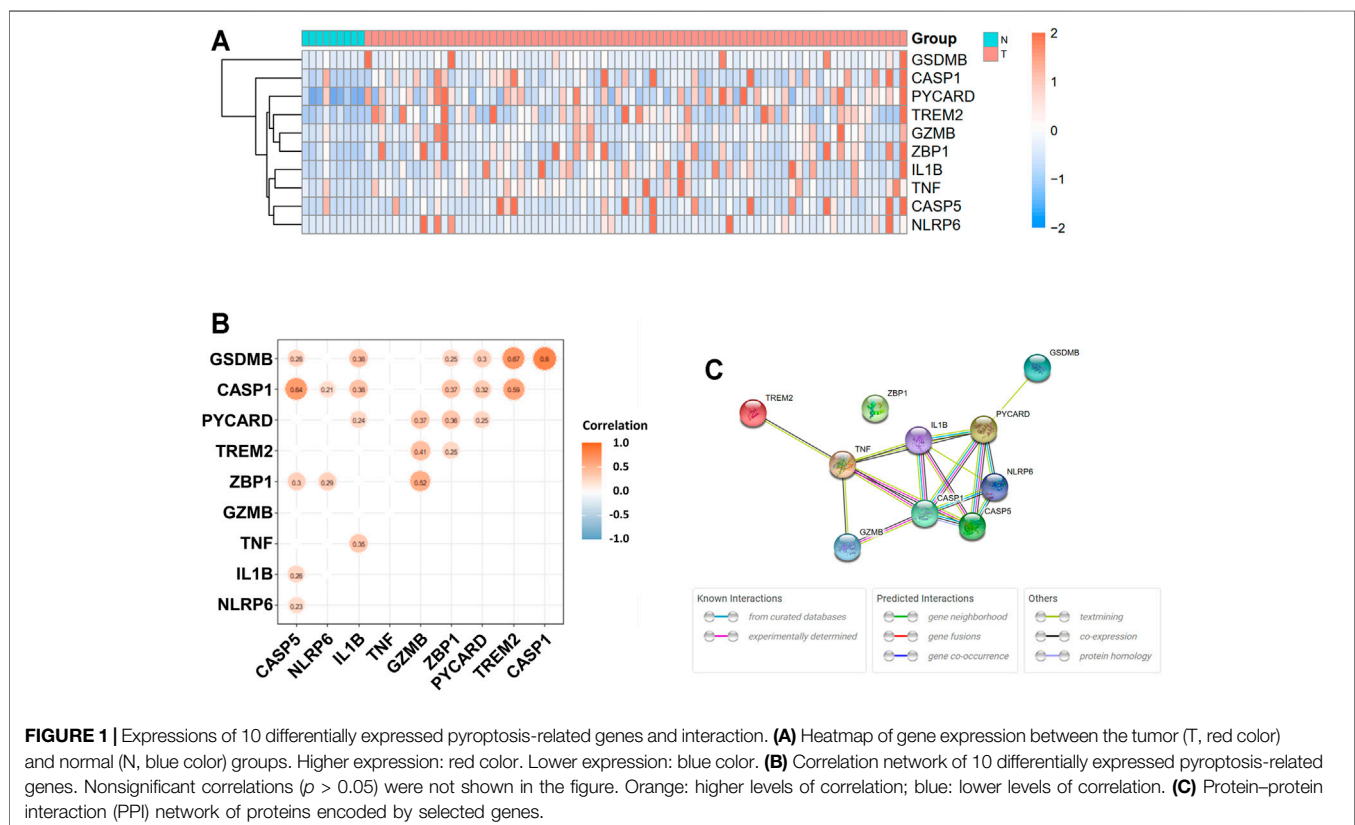 A
Group
N
T
GSDMB
CASP1
PYCARD
TREM2
GZMB
ZBP1
IL1B
TNF
CASP5
NLRP6
2
1
0
−1
−2
B
GSDMB 0.26 0.36 0.25 0.3 0.67 0.8
CASP1 0.64 0.21 0.36 0.37 0.32 0.59
PYCARD 0.24 0.37 0.36 0.25
TREM2 0.41 0.25
ZBP1 0.3 0.29 0.52
GZMB
TNF 0.35
IL1B 0.26
NLRP6 0.23
CASP5 NLRP6 IL1B TNF GZMB ZBP1 PYCARD TREM2 CASP1
Correlation
1.0
0.5
0.0
-0.5
-1.0
C
GSDMB
TREM2
ZBP1
PYCARD
IL1B
TNF
NLRP6
CASP1
CASP5
GZMB
Known Interactions
from curated databases
experimentally determined
Predicted Interactions
gene neighborhood
gene fusions
gene co-occurrence
Others
textmining
co-expression
protein homology
FIGURE 1 | Expressions of 10 differentially expressed pyroptosis-related genes and interaction. (A) Heatmap of gene expression between the tumor (T, red color)
and normal (N, blue color) groups. Higher expression: red color. Lower expression: blue color. (B) Correlation network of 10 differentially expressed pyroptosis-related
genes. Nonsignificant correlations (p > 0.05) were not shown in the figure. Orange: higher levels of correlation; blue: lower levels of correlation. (C) Protein–protein
interaction (PPI) network of proteins encoded by selected genes.